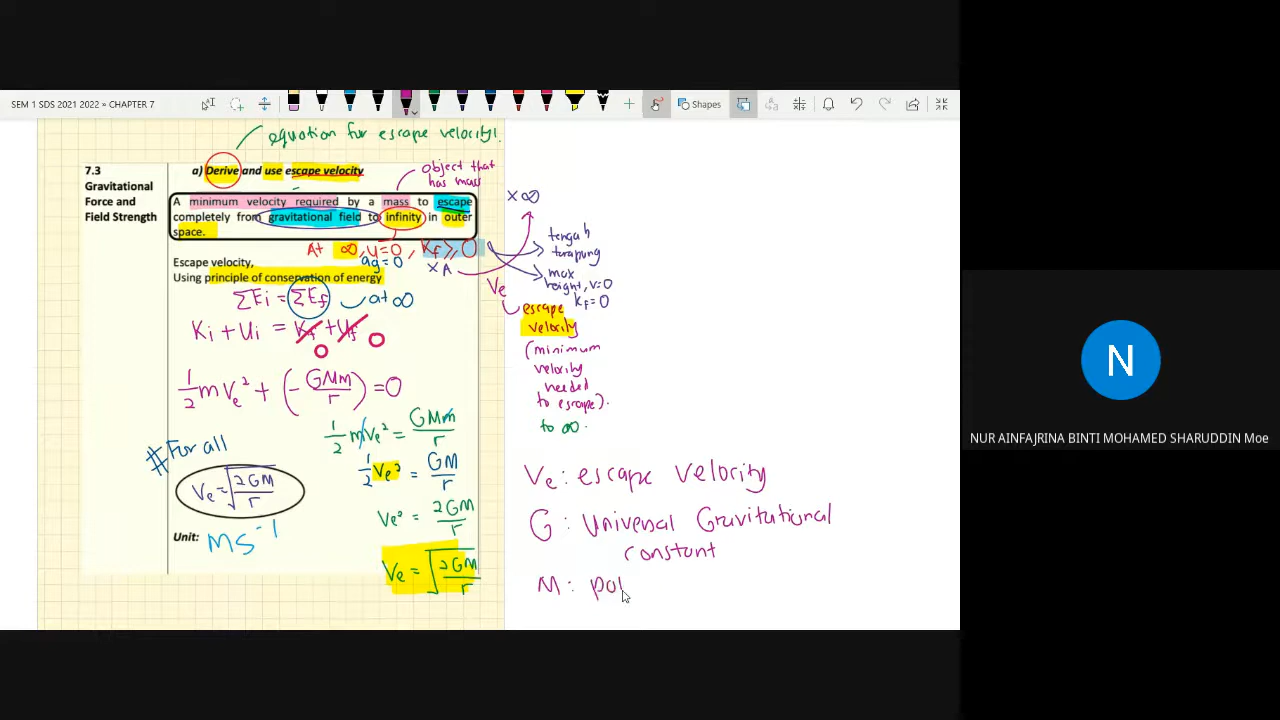 SEM 1 SDS 2021 2022 » CHAPTER 7
Shapes
equation for escape velocity!
7.3
Gravitational
Force and
Field Strength
a) Derive and use escape velocity
object that
has mass
A minimum velocity required by a mass to escape
completely from gravitational field to infinity in outer
space.
At ∞, u=0, Kf ≥ 0
ag=0
x A
x ∞
tengah
terapung
max
height, v=0
Kf=0
Ve
escape
velocity
(minimum
velocity
needed
to escape).
to ∞.
Escape velocity,
Using principle of conservation of energy
ΣEi = ΣEf
at ∞
Ki + Ui = Kf + Uf
0 0
1/2 mVe² + (-GMm/r) = 0
1/2 mVe² = GMm/r
1/2 Ve² = GM/r
Ve² = 2GM/r
Ve = √2GM/r
#For all
Ve = √2GM/r
Unit: ms⁻¹
Ve : escape velocity
G : Universal Gravitational
constant
M : pol
N
NUR AINFAJRINA BINTI MOHAMED SHARUDDIN Moe